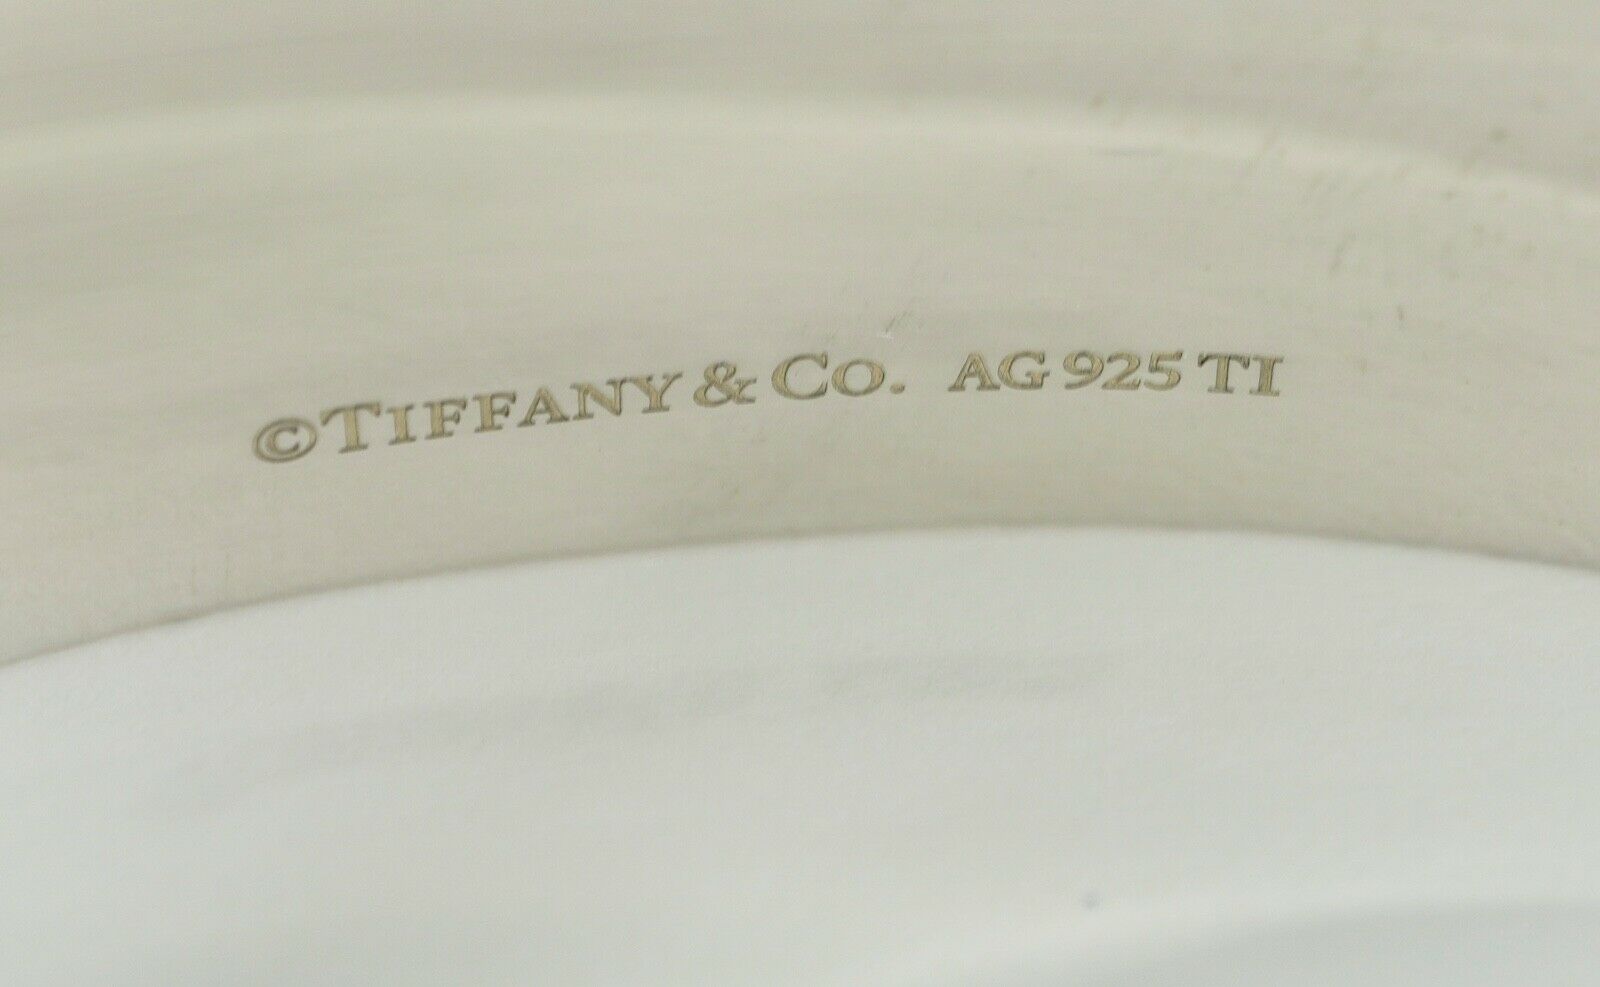 ©TIFFANY & CO. AG 925 TI